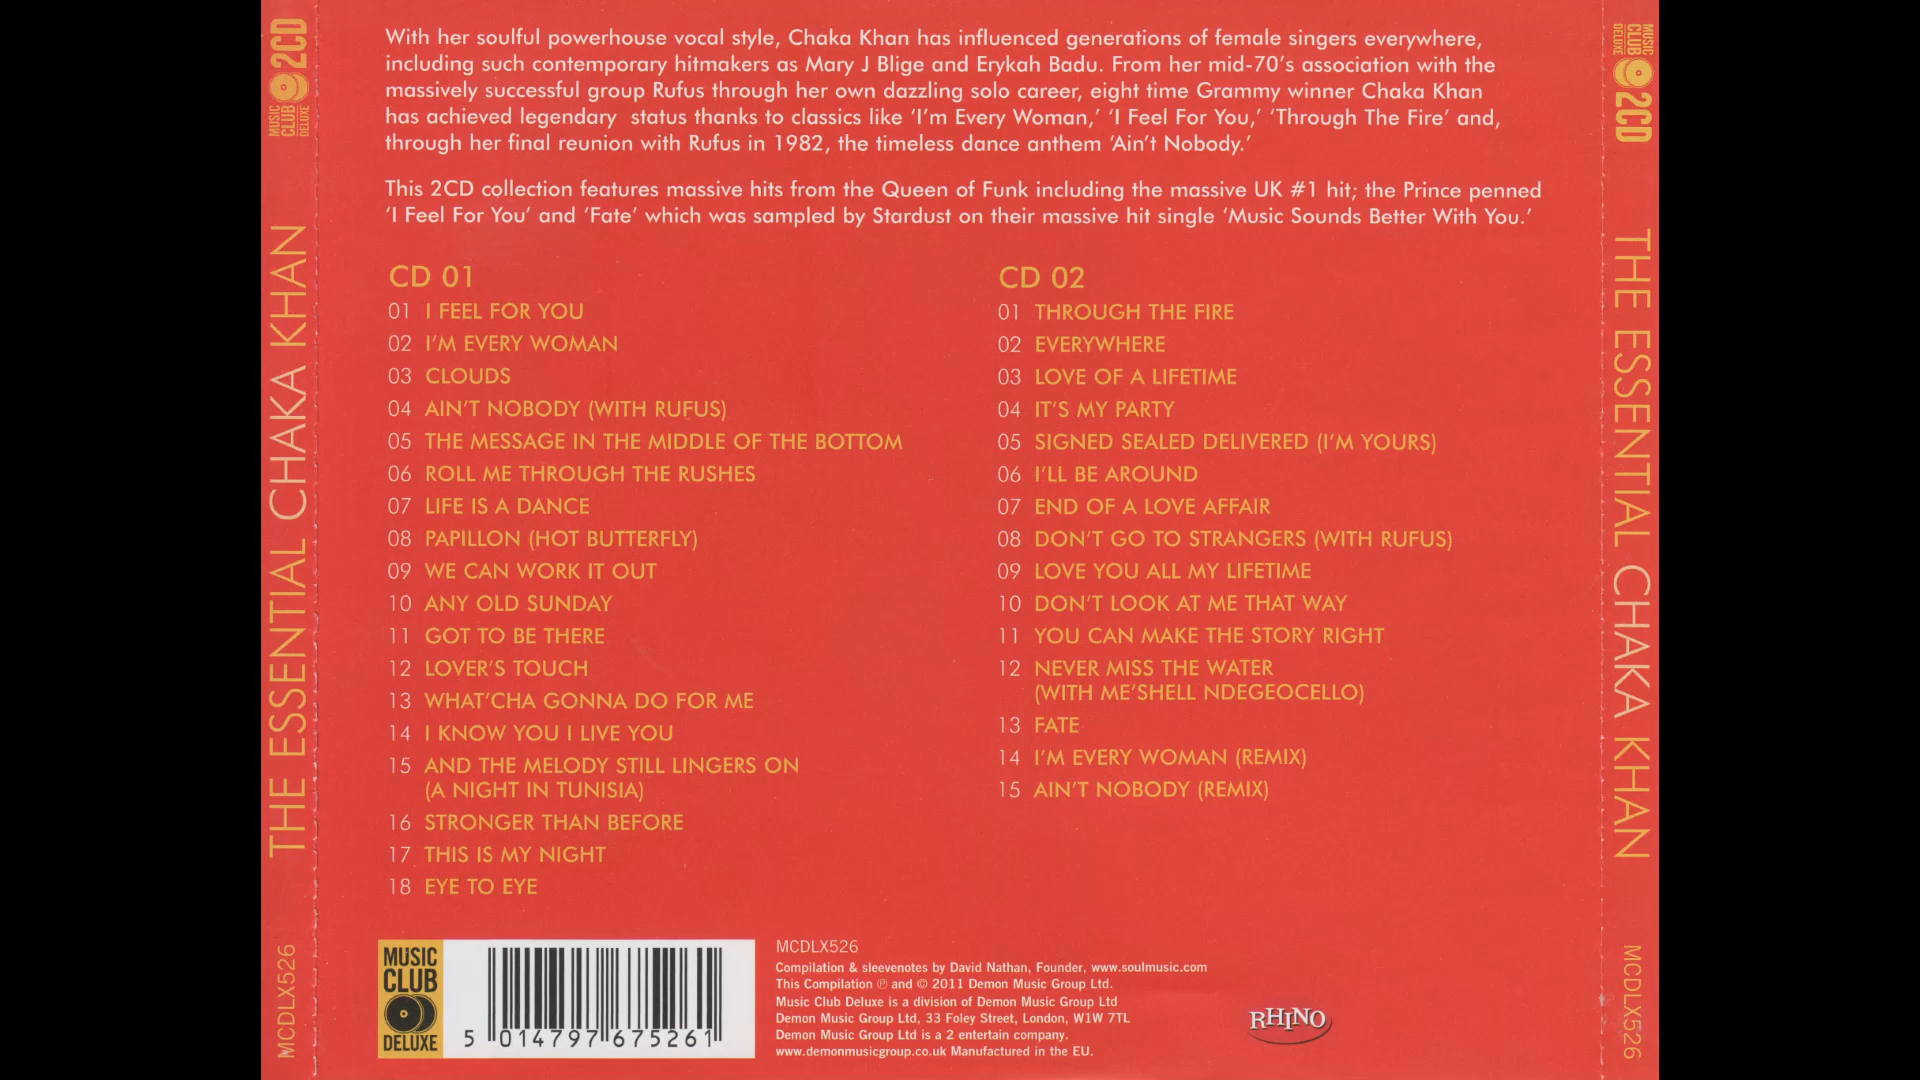 With her soulful powerhouse vocal style, Chaka Khan has influenced generations of female singers everywhere,
including such contemporary hitmakers as Mary J Blige and Erykah Badu. From her mid-70's association with the
massively successful group Rufus through her own dazzling solo career, eight time Grammy winner Chaka Khan
has achieved legendary status thanks to classics like 'I'm Every Woman,' 'I Feel For You,' 'Through The Fire' and,
through her final reunion with Rufus in 1982, the timeless dance anthem 'Ain't Nobody.'
This 2CD collection features massive hits from the Queen of Funk including the massive UK #1 hit; the Prince penned
'I Feel For You' and 'Fate' which was sampled by Stardust on their massive hit single 'Music Sounds Better With You.'
CD 01
01 I FEEL FOR YOU
02 I'M EVERY WOMAN
03 CLOUDS
04 AIN'T NOBODY (WITH RUFUS)
05 THE MESSAGE IN THE MIDDLE OF THE BOTTOM
06 ROLL ME THROUGH THE RUSHES
07 LIFE IS A DANCE
08 PAPILLON (HOT BUTTERFLY)
09 WE CAN WORK IT OUT
10 ANY OLD SUNDAY
11 GOT TO BE THERE
12 LOVER'S TOUCH
13 WHAT'CHA GONNA DO FOR ME
14 I KNOW YOU I LIVE YOU
15 AND THE MELODY STILL LINGERS ON
(A NIGHT IN TUNISIA)
16 STRONGER THAN BEFORE
17 THIS IS MY NIGHT
18 EYE TO EYE
CD 02
01 THROUGH THE FIRE
02 EVERYWHERE
03 LOVE OF A LIFETIME
04 IT'S MY PARTY
05 SIGNED SEALED DELIVERED (I'M YOURS)
06 I'LL BE AROUND
07 END OF A LOVE AFFAIR
08 DON'T GO TO STRANGERS (WITH RUFUS)
09 LOVE YOU ALL MY LIFETIME
10 DON'T LOOK AT ME THAT WAY
11 YOU CAN MAKE THE STORY RIGHT
12 NEVER MISS THE WATER
(WITH ME'SHELL NDEGEOCELLO)
13 FATE
14 I'M EVERY WOMAN (REMIX)
15 AIN'T NOBODY (REMIX)
MUSIC
CLUB
DELUXE
5 014797 675261
MCDLX526
Compilation & sleevenotes by David Nathan, Founder, www.soulmusic.com
This Compilation ℗ and © 2011 Demon Music Group Ltd.
Music Club Deluxe is a division of Demon Music Group Ltd
Demon Music Group Ltd, 33 Foley Street, London, W1W 7TL
Demon Music Group Ltd is a 2 entertain company.
www.demonmusicgroup.co.uk Manufactured in the EU.
RHINO
MUSIC
CLUB
DELUXE
2CD
THE ESSENTIAL CHAKA KHAN
MCDLX526
MUSIC
CLUB
DELUXE
2CD
THE ESSENTIAL CHAKA KHAN
MCDLX526